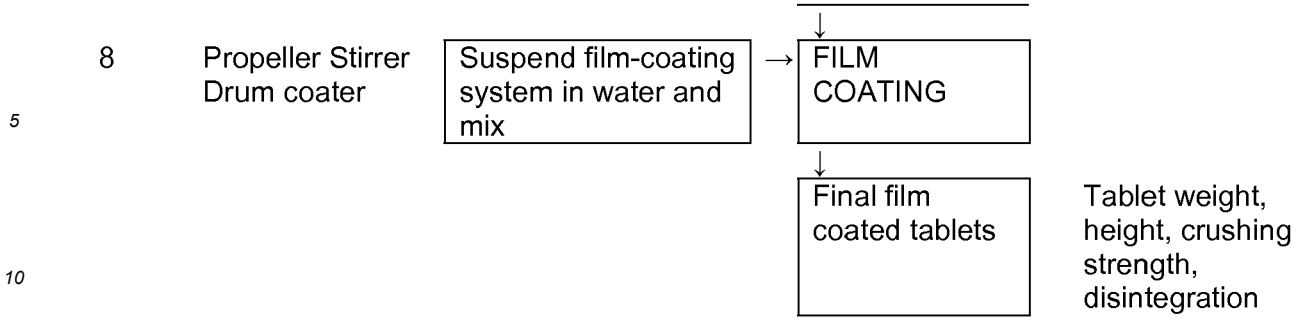 ↓
8 Propeller Stirrer Suspend film-coating → FILM
Drum coater system in water and COATING
5
mix
↓
Final film Tablet weight,
coated tablets height, crushing
strength,
10
disintegration